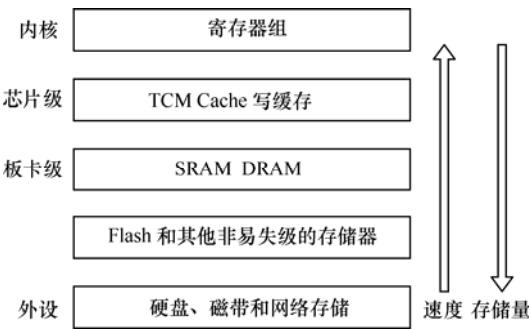 内核 寄存器组
芯片级 TCM Cache 写缓存
板卡级 SRAM DRAM
Flash 和其他非易失级的存储器
外设 硬盘、磁带和网络存储 速度 存储量